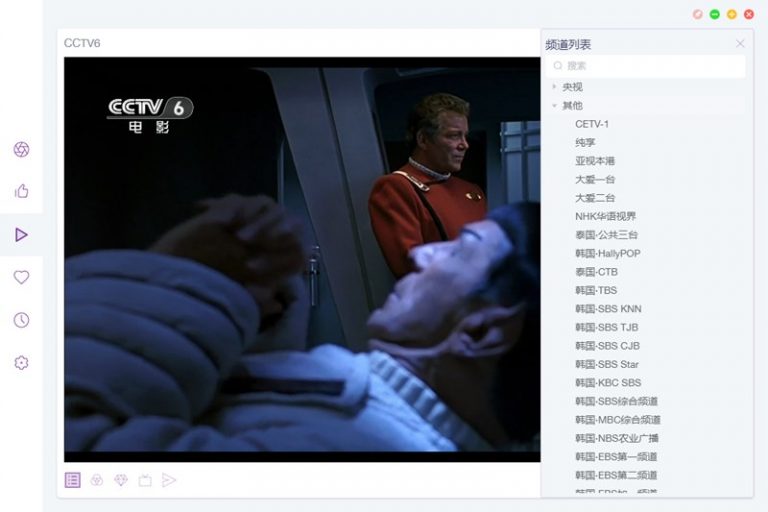 CCTV6
CCTV 6
电影
频道列表
搜索
央视
其他
CETV-1
纯享
亚视本港
大爱一台
大爱二台
NHK华语视界
泰国·公共三台
韩国·HallyPOP
泰国·CTB
韩国·TBS
韩国·SBS KNN
韩国·SBS TJB
韩国·SBS CJB
韩国·SBS Star
韩国·KBC SBS
韩国·SBS综合频道
韩国·MBC综合频道
韩国·NBS农业广播
韩国·EBS第一频道
韩国·EBS第二频道